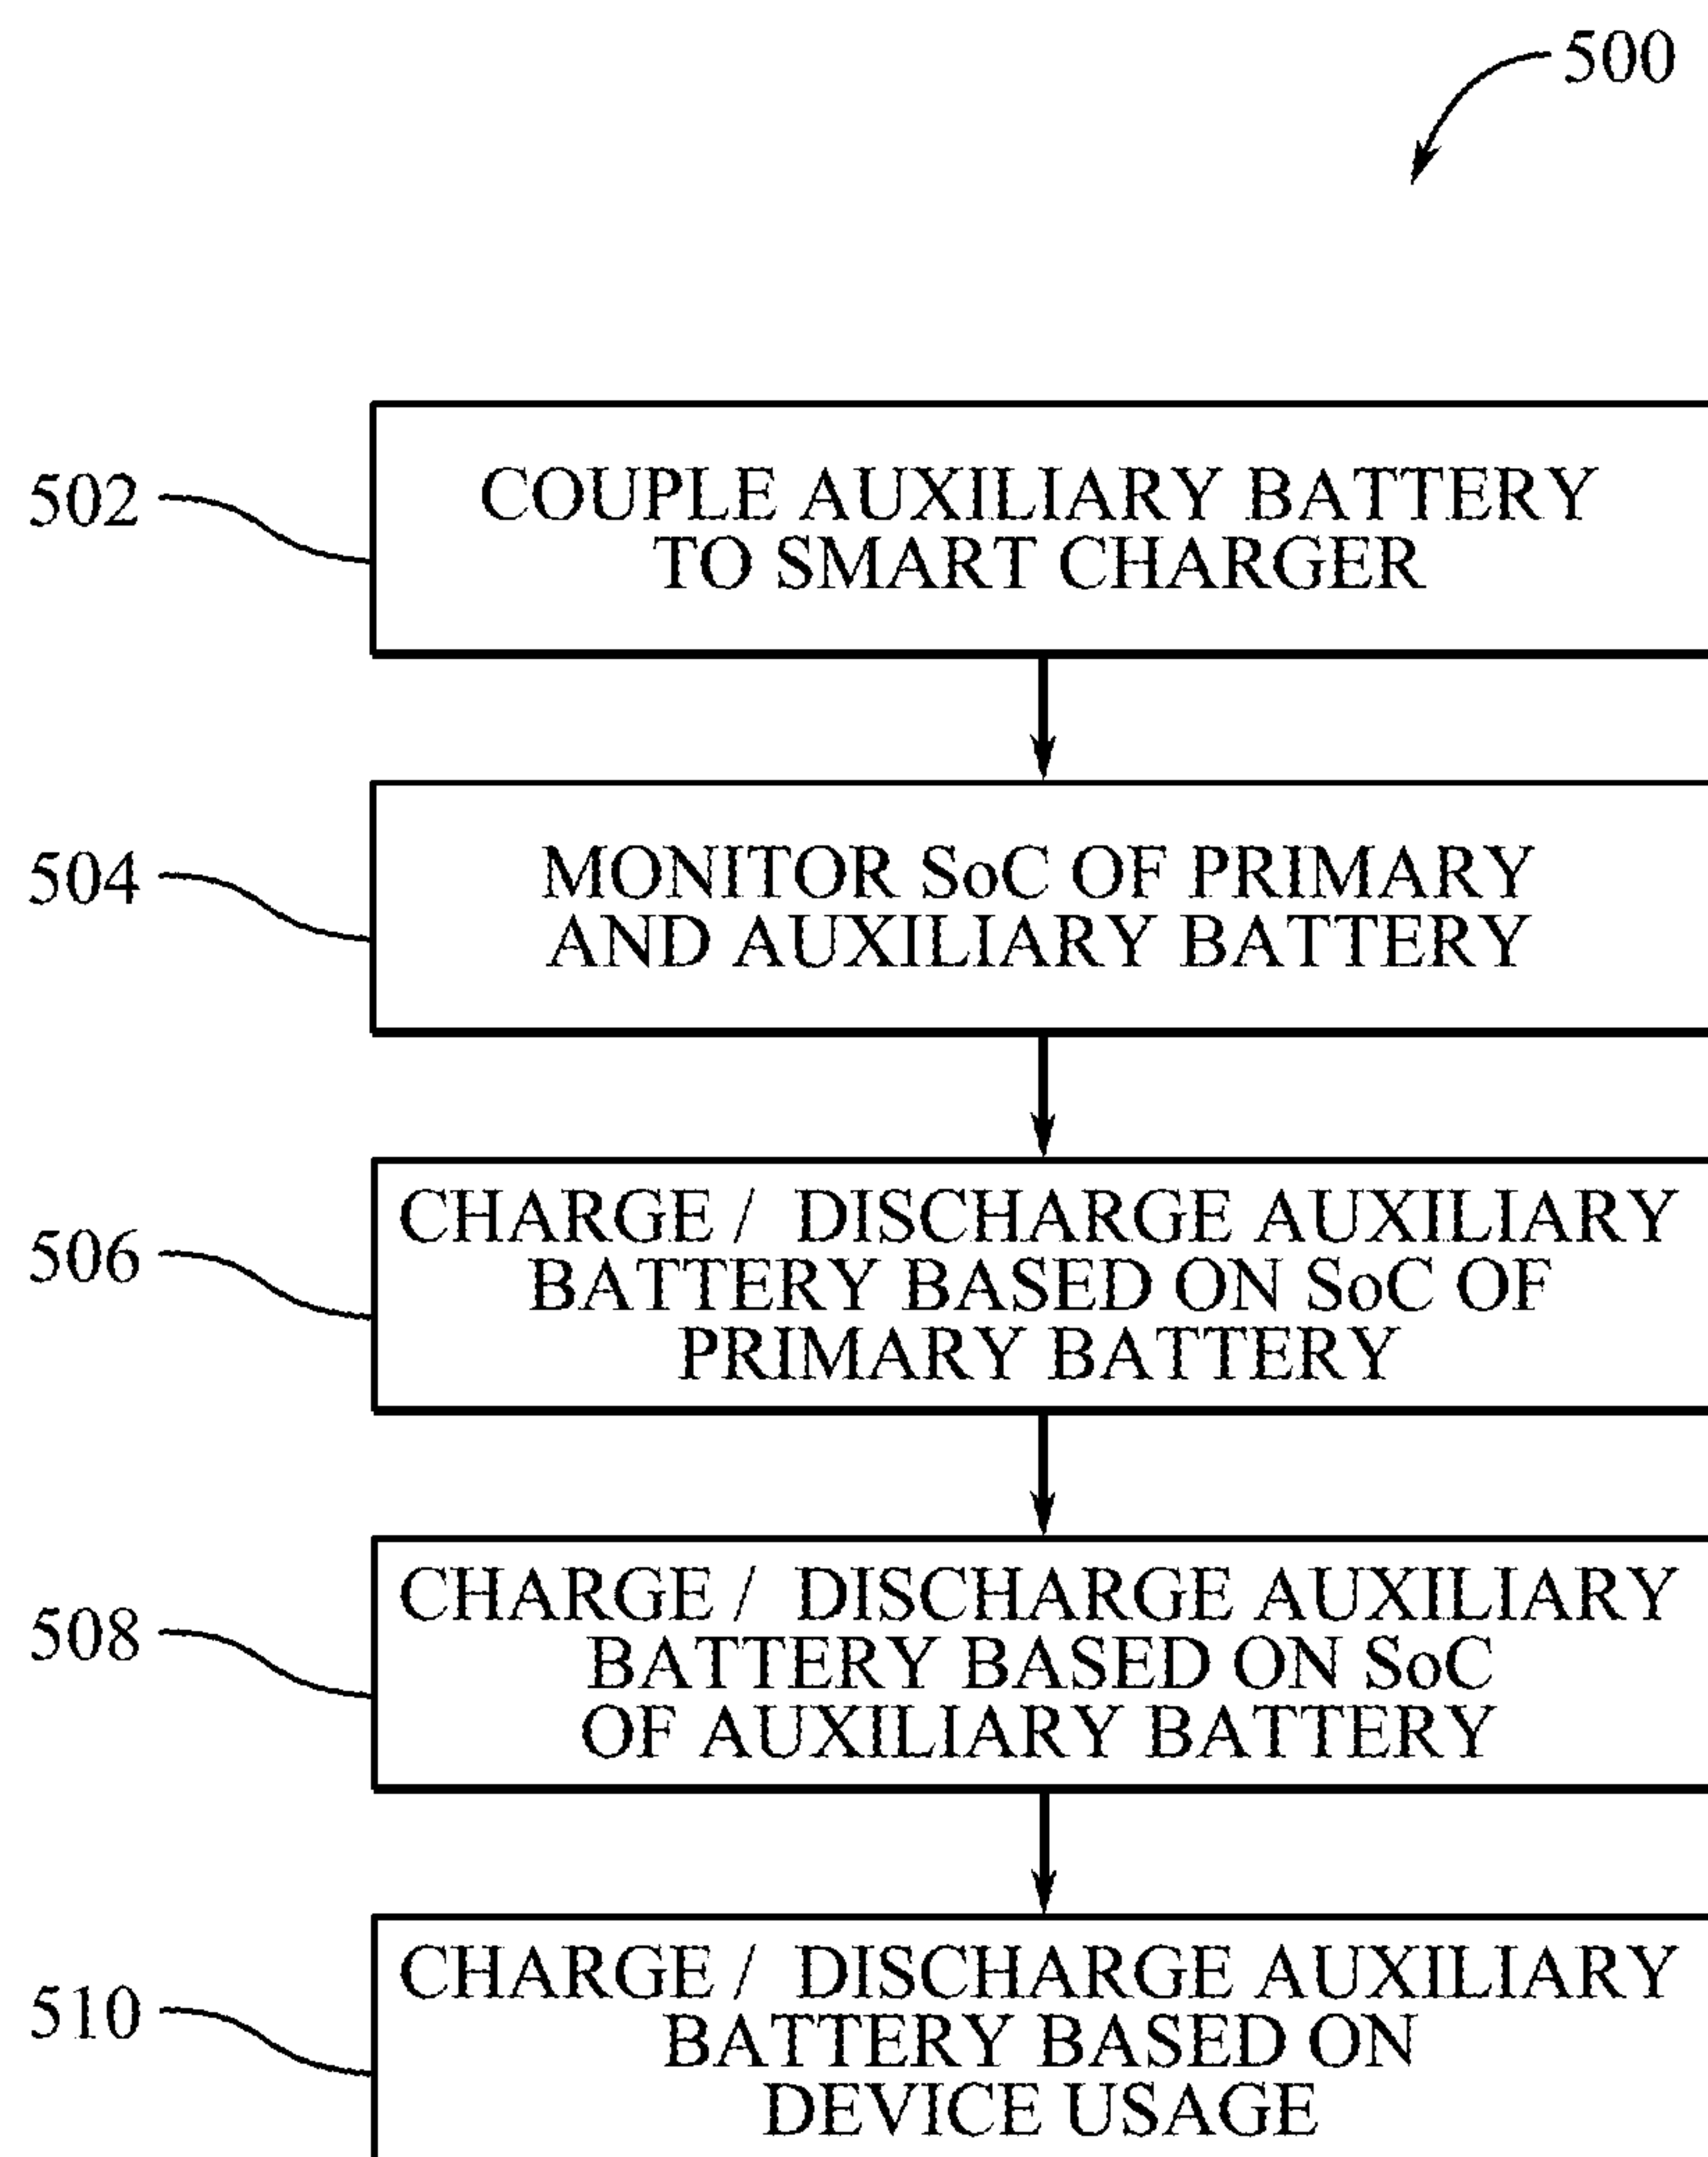 500
502
COUPLE AUXILIARY BATTERY
TO SMART CHARGER
504
MONITOR SoC OF PRIMARY
AND AUXILIARY BATTERY
506
CHARGE / DISCHARGE AUXILIARY
BATTERY BASED ON SoC OF
PRIMARY BATTERY
508
CHARGE / DISCHARGE AUXILIARY
BATTERY BASED ON SoC
OF AUXILIARY BATTERY
510
CHARGE / DISCHARGE AUXILIARY
BATTERY BASED ON
DEVICE USAGE